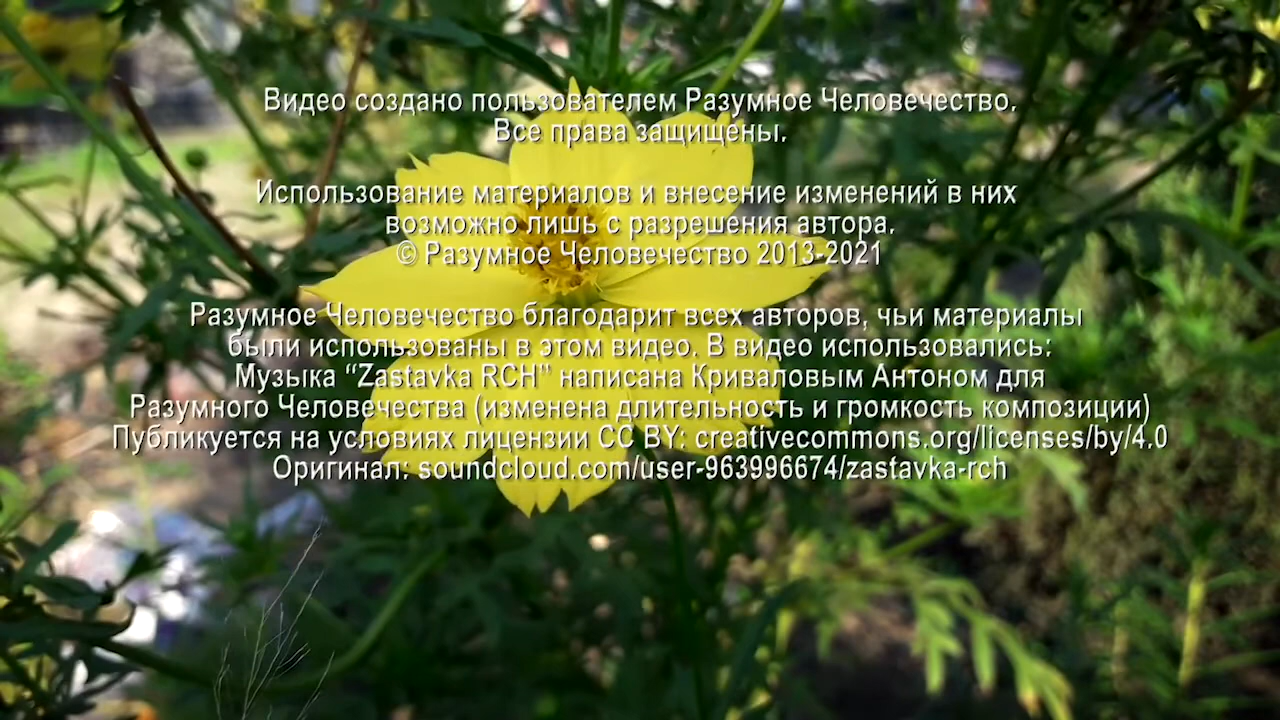 Видео создано пользователем Разумное Человечество.
Все права защищены.
Использование материалов и внесение изменений в них
возможно лишь с разрешения автора.
© Разумное Человечество 2013-2021
Разумное Человечество благодарит всех авторов, чьи материалы
были использованы в этом видео. В видео использовались:
Музыка “Zastavka RCH” написана Криваловым Антоном для
Разумного Человечества (изменена длительность и громкость композиции)
Публикуется на условиях лицензии CC BY: creativecommons.org/licenses/by/4.0
Оригинал: soundcloud.com/user-963996674/zastavka-rch